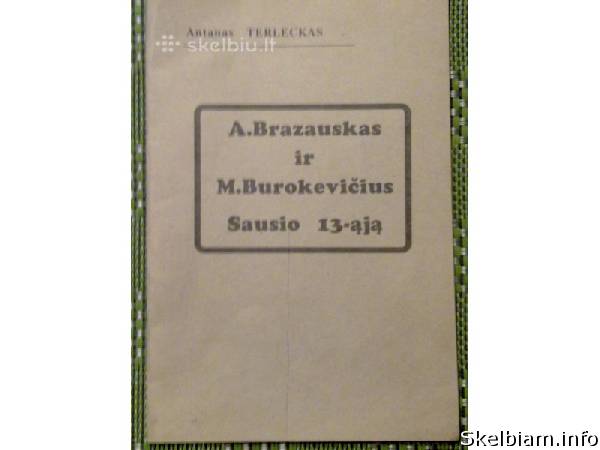 Antanas TERLECKAS
skelbiu.lt
A.Brazauskas
ir
M.Burokevičius
Sausio 13-ąją
Skelbiam.info